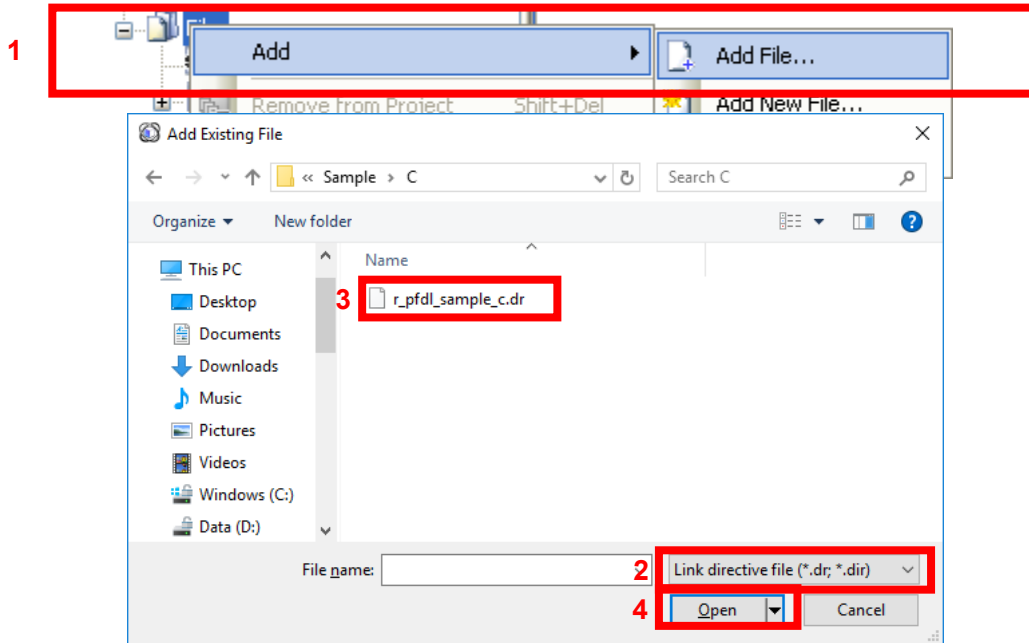 1
Add
Add File...
Remove from Project Shift+Del
Add New File...
Add Existing File
« Sample › C
Search C
Organize
New folder
Name
This PC
Desktop
3 r_pfdl_sample_c.dr
Documents
Downloads
Music
Pictures
Videos
Windows (C:)
Data (D:)
File name:
2 Link directive file (*.dr; *.dir)
4 Open
Cancel